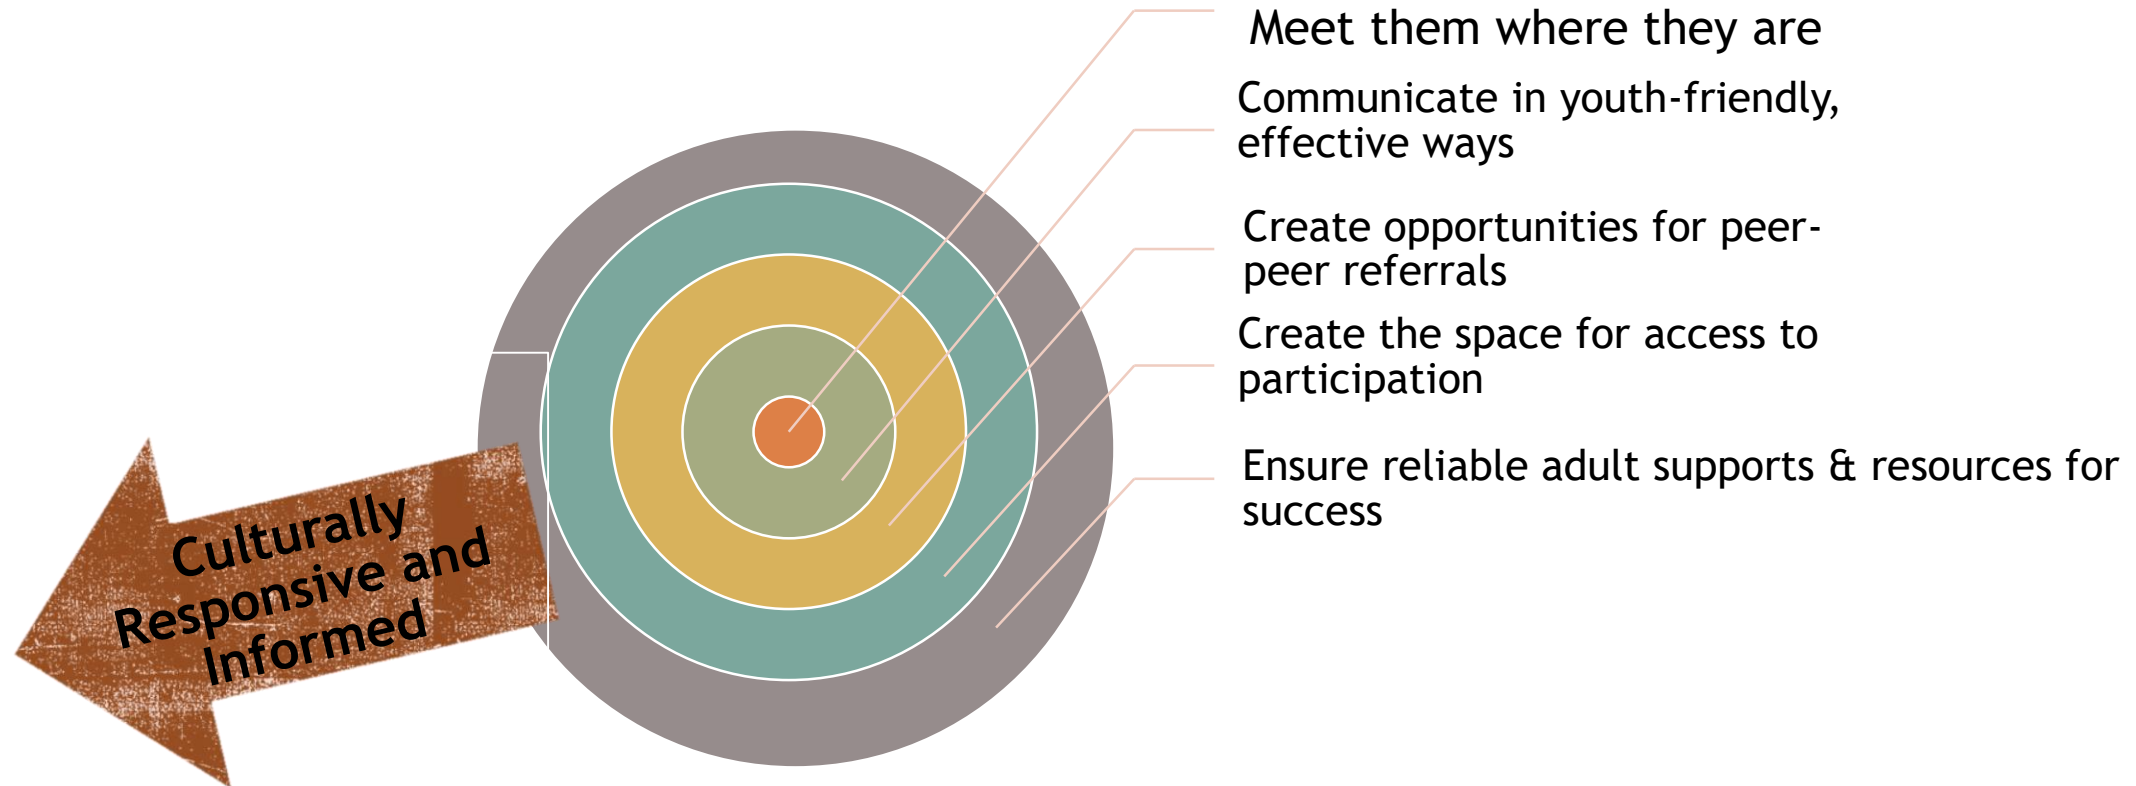 Meet them where they are
Communicate in youth-friendly,
effective ways
Create opportunities for peer-
peer referrals
Create the space for access to
participation
Ensure reliable adult supports & resources for
success
Culturally
Responsive and
Informed